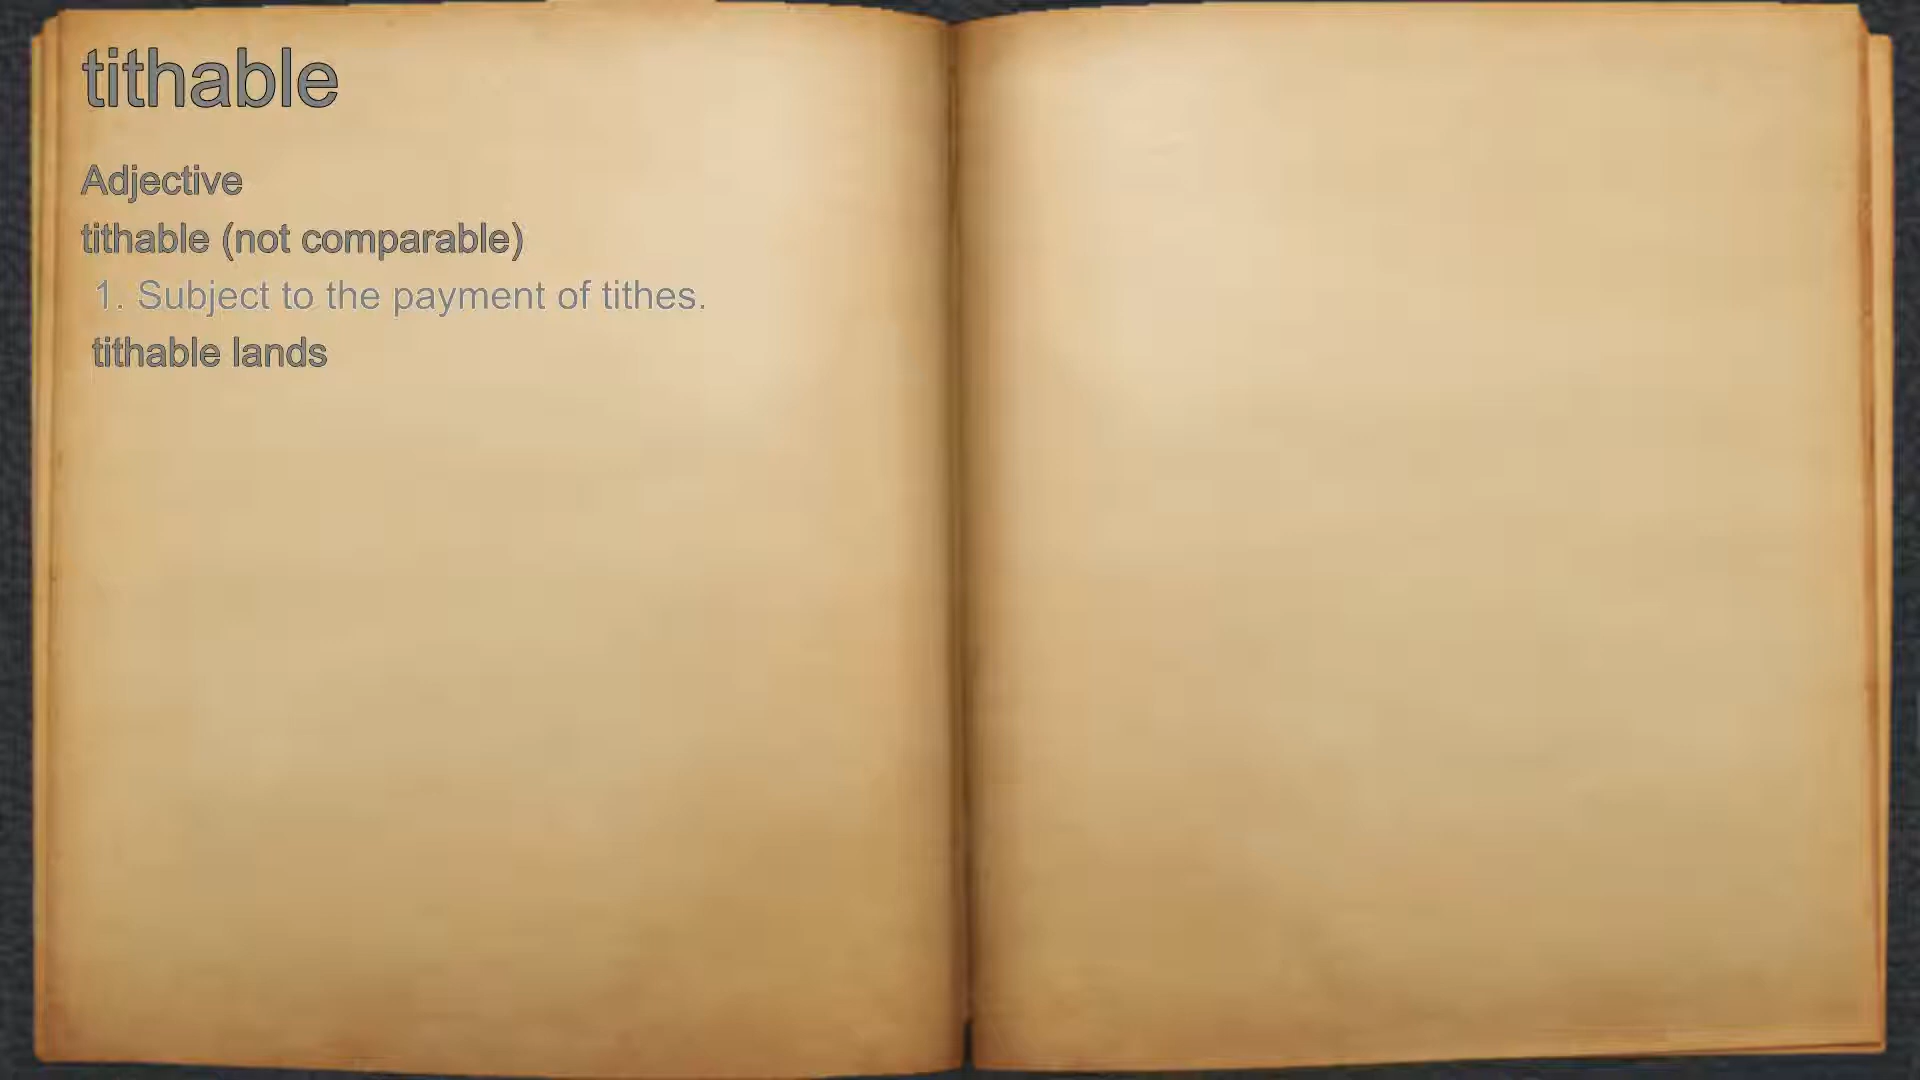 tithable
Adjective
tithable (not comparable)
1. Subject to the payment of tithes.
tithable lands